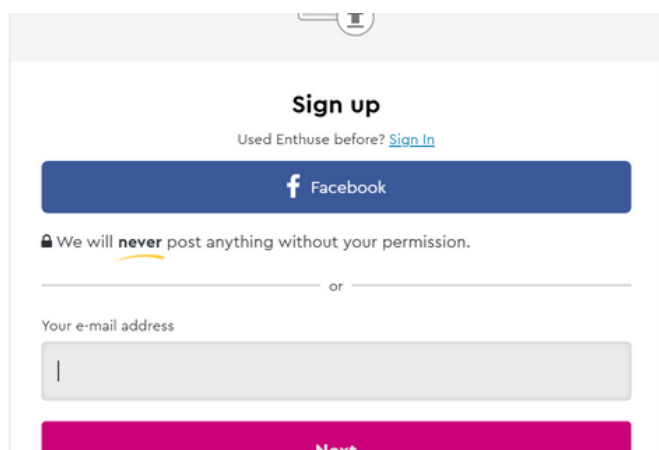 Sign up
Used Enthuse before? Sign In
Facebook
We will never post anything without your permission.
or
Your e-mail address
Next